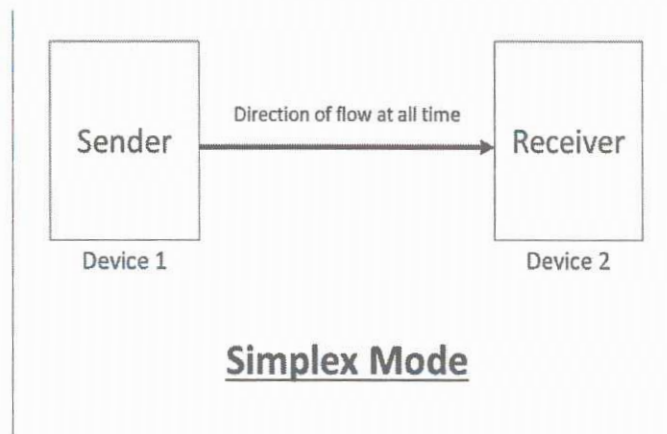 Direction of flow at all time
Sender
Receiver
Device 1
Device 2
Simplex Mode